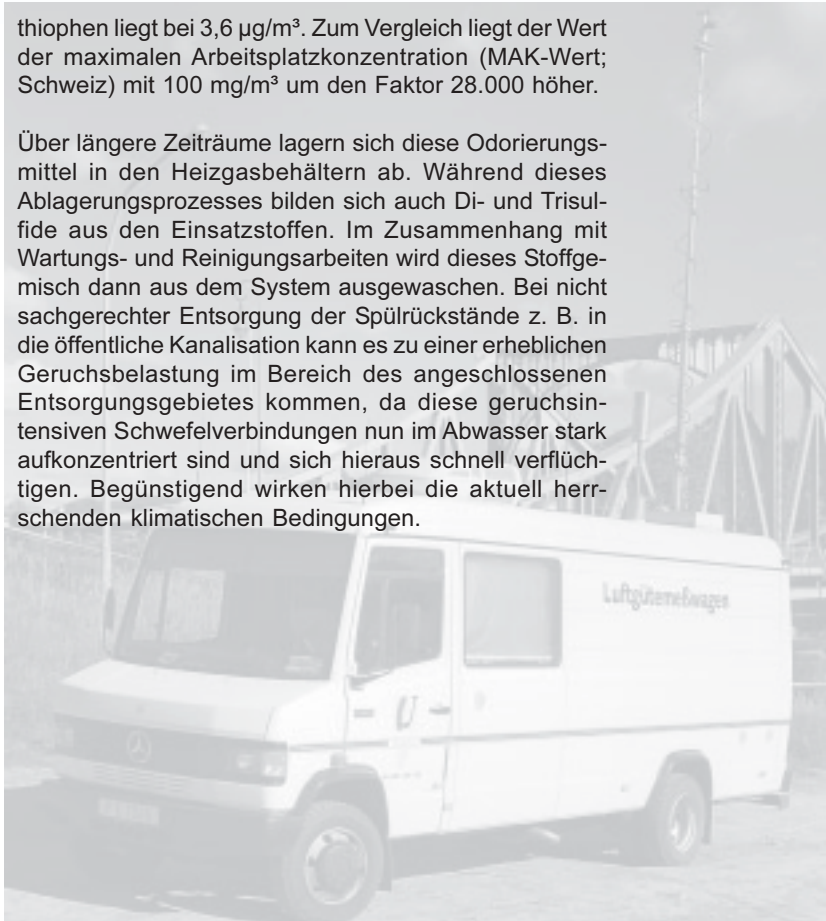 thiophen liegt bei 3,6 µg/m³. Zum Vergleich liegt der Wert
der maximalen Arbeitsplatzkonzentration (MAK-Wert;
Schweiz) mit 100 mg/m³ um den Faktor 28.000 höher.
Über längere Zeiträume lagern sich diese Odorierungs-
mittel in den Heizgasbehältern ab. Während dieses
Ablagerungsprozesses bilden sich auch Di- und Trisul-
fide aus den Einsatzstoffen. Im Zusammenhang mit
Wartungs- und Reinigungsarbeiten wird dieses Stoffge-
misch dann aus dem System ausgewaschen. Bei nicht
sachgerechter Entsorgung der Spülrückstände z. B. in
die öffentliche Kanalisation kann es zu einer erheblichen
Geruchsbelastung im Bereich des angeschlossenen
Entsorgungsgebietes kommen, da diese geruchsin-
tensiven Schwefelverbindungen nun im Abwasser stark
aufkonzentriert sind und sich hieraus schnell verflüch-
tigen. Begünstigend wirken hierbei die aktuell herr-
schenden klimatischen Bedingungen.
Luftgütemeßwagen